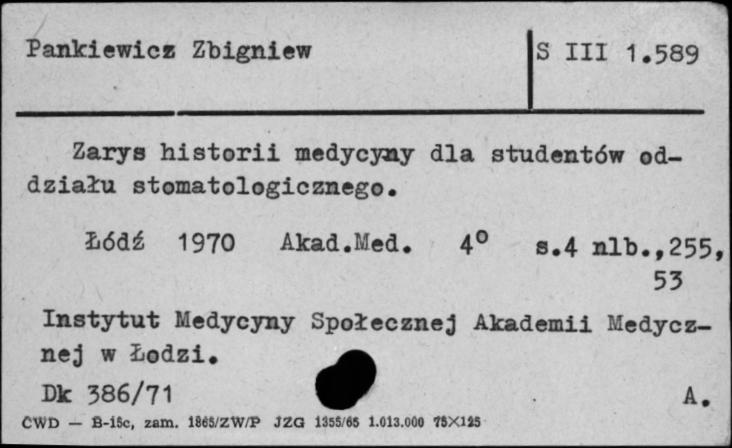 Pankiewicz Zbigniew
S III 1.589
Zarys historii medycyny dla studentów od-
działu stomatologicznego.
Łódź 1970 Akad.Med. 4° s.4 nlb.,255,
53
Instytut Medycyny Społecznej Akademii Medycz-
nej w Łodzi.
Dk 386/71 A.
CWD — B-15c, zam. 1865/ZW/P JZG 1355/65 1.013.000 75X125